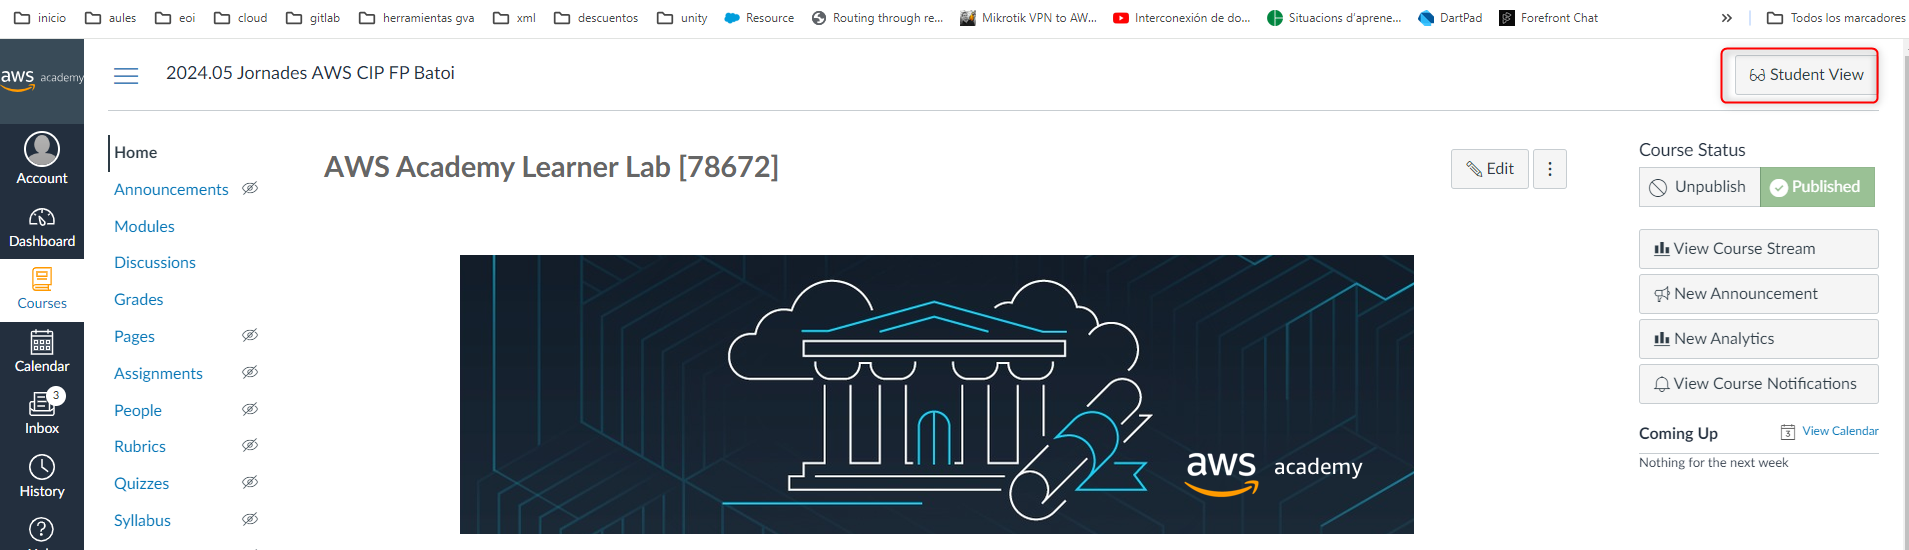 inicio aules eoi cloud gitlab herramientas gva xml descuentos unity Resource Routing through re... Mikrotik VPN to AW... Interconexión de do... Situacions d'aprene... DartPad Forefront Chat » Todos los marcadores
aws academy
2024.05 Jornades AWS CIP FP Batoi
Student View
Account
Dashboard
Courses
Calendar
3
Inbox
History
Home
Announcements
Modules
Discussions
Grades
Pages
Assignments
People
Rubrics
Quizzes
Syllabus
AWS Academy Learner Lab [78672]
Edit
aws academy
Course Status
Unpublish Published
View Course Stream
New Announcement
New Analytics
View Course Notifications
Coming Up 3 View Calendar
Nothing for the next week